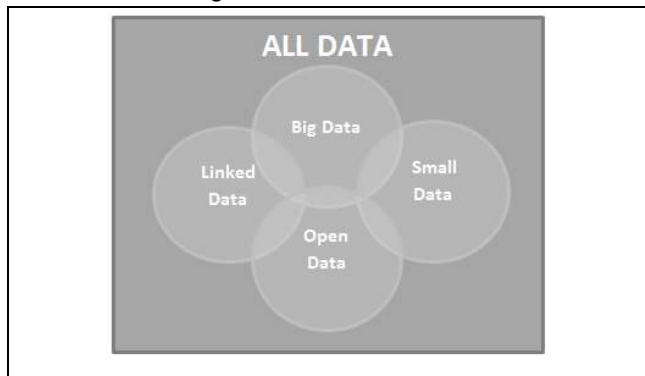 ALL DATA
Big Data
Linked
Data
Small
Data
Open
Data